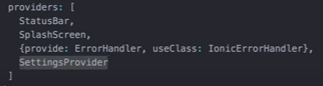 providers: [
StatusBar,
SplashScreen,
{provide: ErrorHandler, useClass: IonicErrorHandler},
SettingsProvider
]